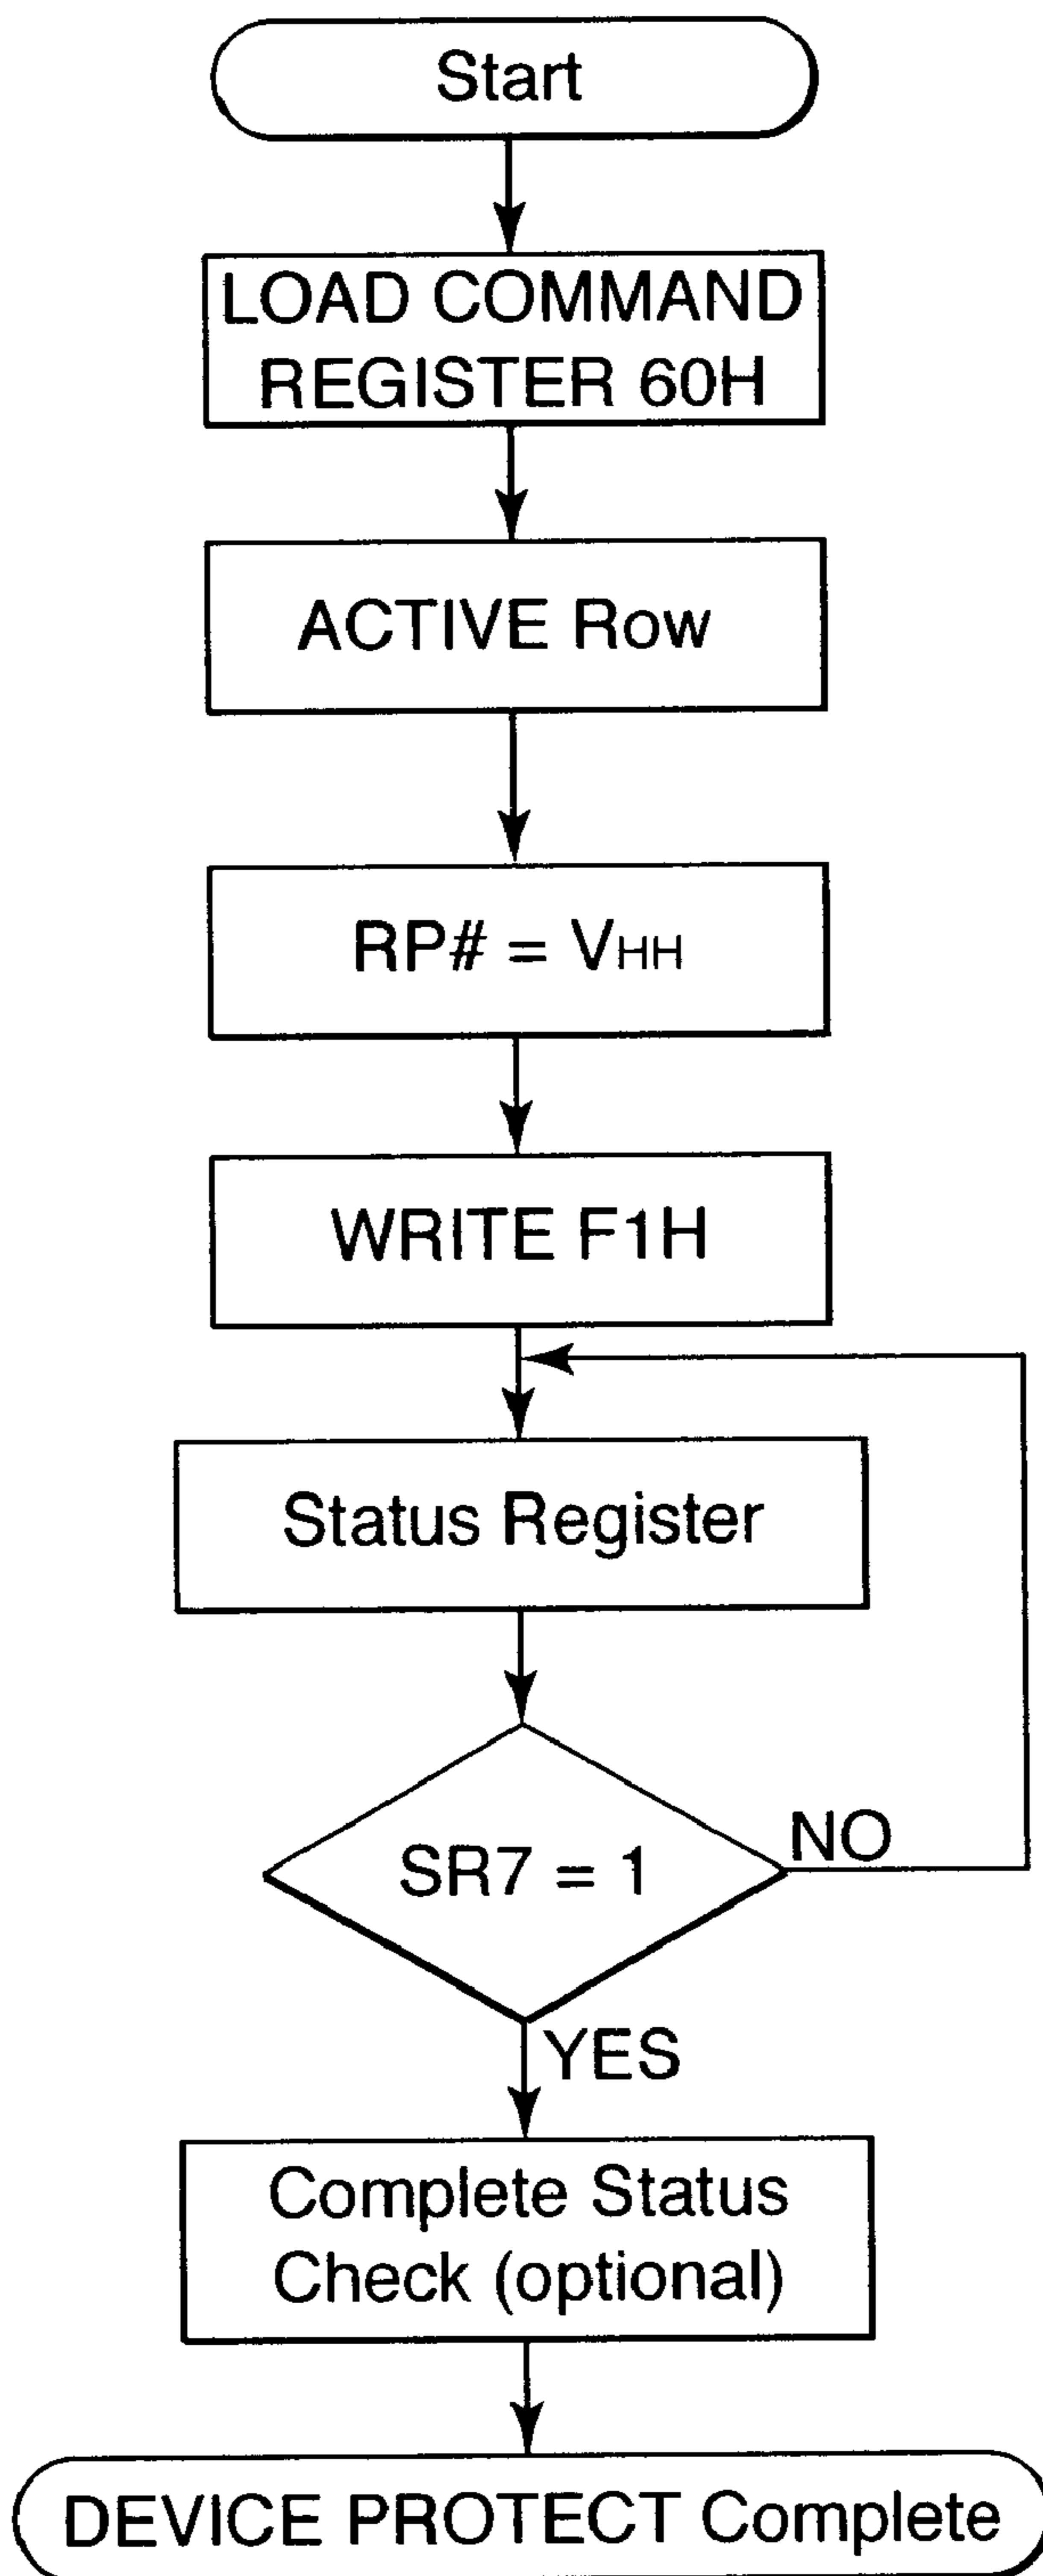 Start
LOAD COMMAND
REGISTER 60H
ACTIVE Row
RP# = VHH
WRITE F1H
Status Register
SR7 = 1
NO
YES
Complete Status
Check (optional)
DEVICE PROTECT Complete